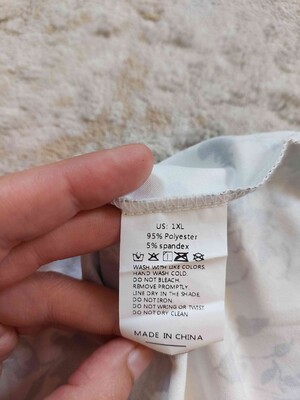 US: 1XL
95% Polyester
5% spandex
WASH WITH LIKE COLORS
HAND WASH COLD.
DO NOT BLEACH.
REMOVE PROMPTLY.
LINE DRY IN THE SHADE.
DO NOT IRON.
DO NOT WRING OR TWIST.
DO NOT DRY CLEAN.
MADE IN CHINA